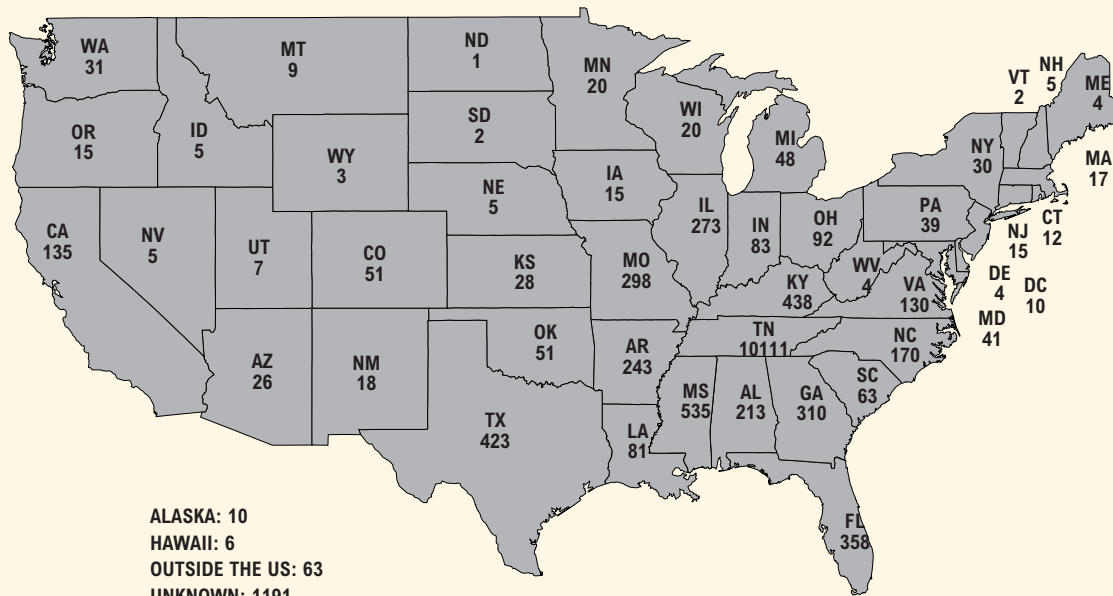 WA
31
MT
9
ND
1
MN
20
VT
2
NH
5
ME
4
OR
15
ID
5
WY
3
SD
2
WI
20
MI
48
NY
30
MA
17
NE
5
IA
15
IL
273
IN
83
OH
92
PA
39
NJ
15
CT
12
CA
135
NV
5
UT
7
CO
51
KS
28
MO
298
KY
438
WV
4
VA
130
DE
4
DC
10
MD
41
AZ
26
NM
18
OK
51
AR
243
TN
10111
NC
170
SC
63
TX
423
LA
81
MS
535
AL
213
GA
310
FL
358
ALASKA: 10
HAWAII: 6
OUTSIDE THE US: 63
UNKNOWN: 1191